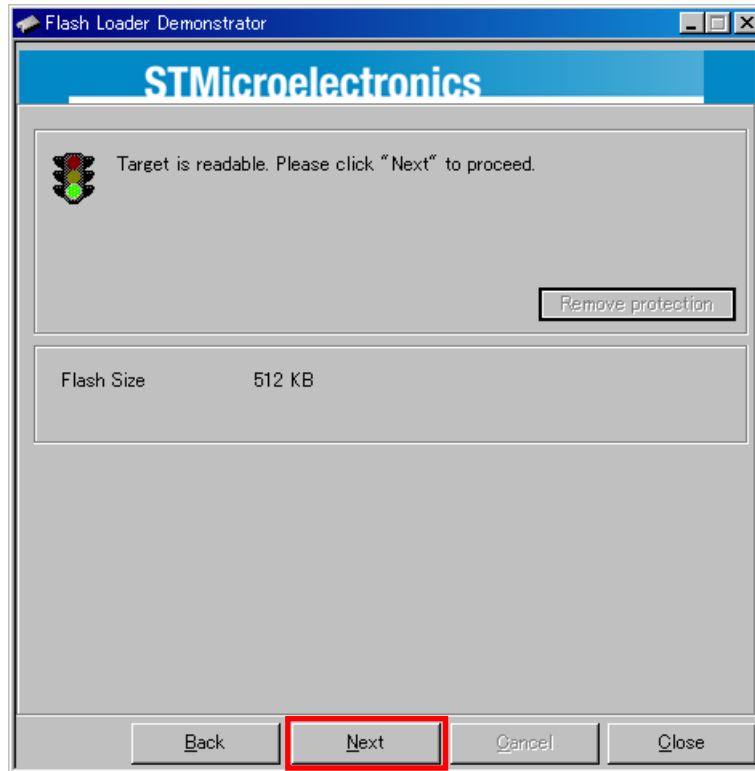 Flash Loader Demonstrator
STMicroelectronics
Target is readable. Please click "Next" to proceed.
Remove protection
Flash Size 512 KB
Back Next Cancel Close